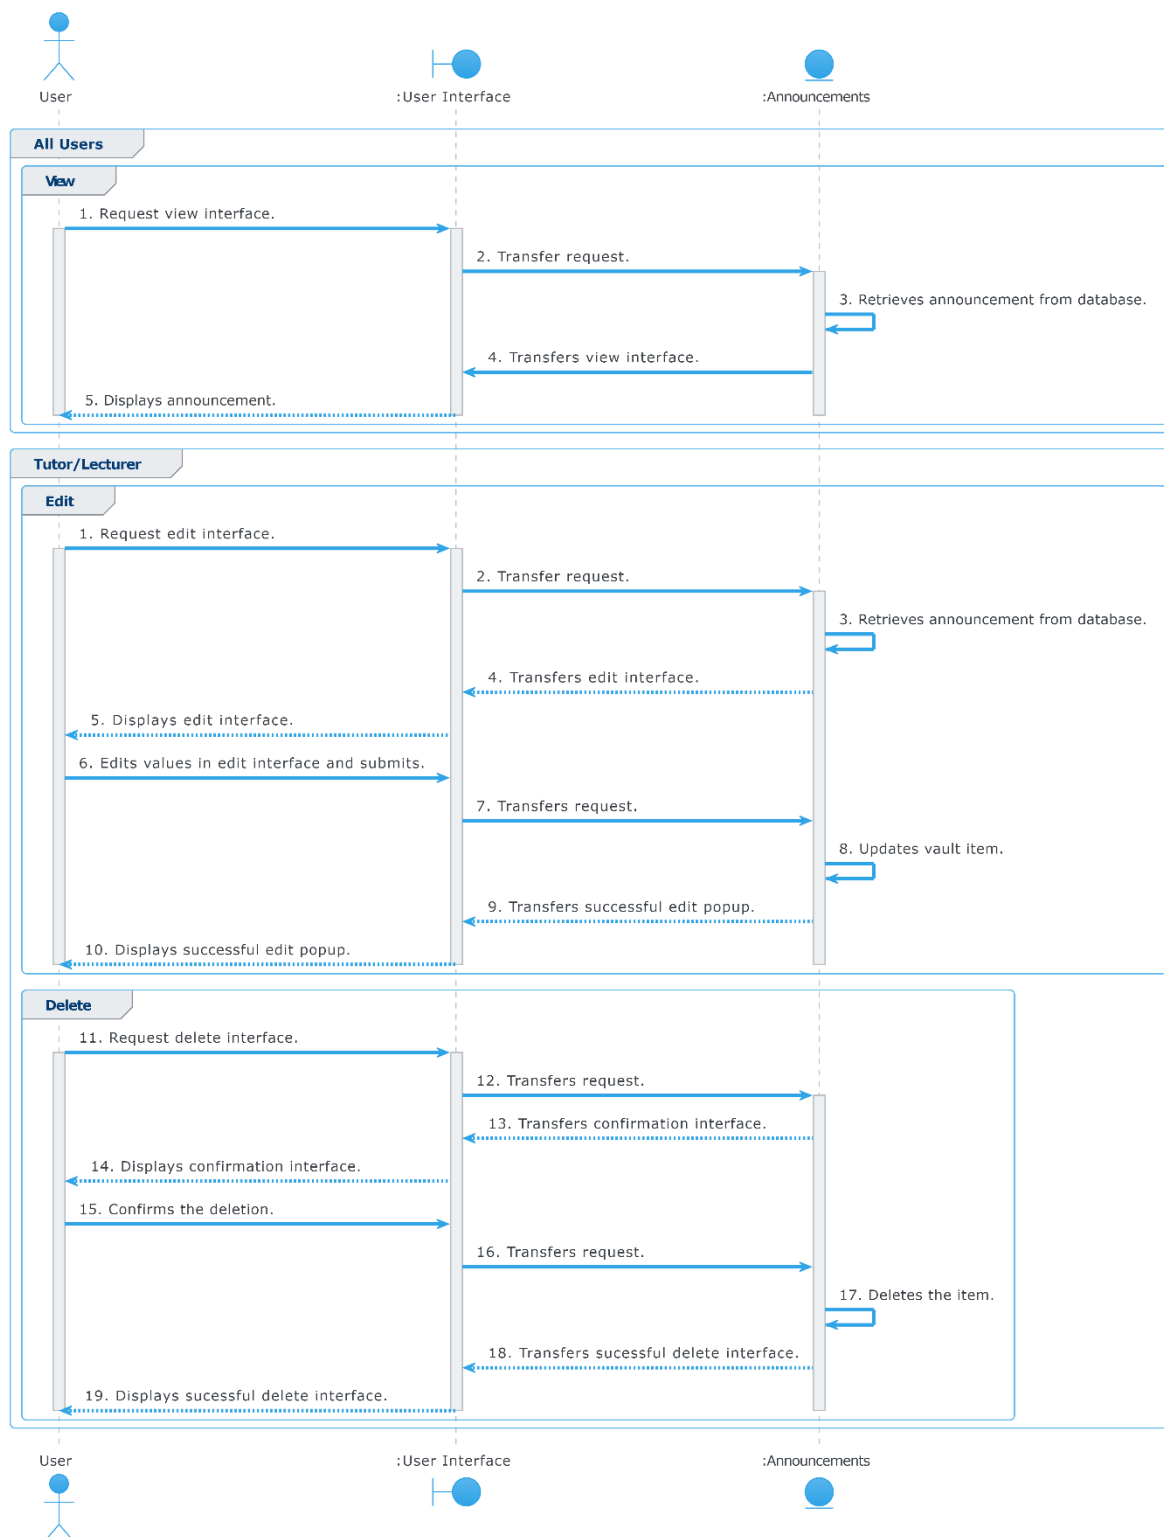 User
:User Interface
:Announcements
All Users
View
1. Request view interface.
2. Transfer request.
3. Retrieves announcement from database.
4. Transfers view interface.
5. Displays announcement.
Tutor/Lecturer
Edit
1. Request edit interface.
2. Transfer request.
3. Retrieves announcement from database.
4. Transfers edit interface.
5. Displays edit interface.
6. Edits values in edit interface and submits.
7. Transfers request.
8. Updates vault item.
9. Transfers successful edit popup.
10. Displays successful edit popup.
Delete
11. Request delete interface.
12. Transfers request.
13. Transfers confirmation interface.
14. Displays confirmation interface.
15. Confirms the deletion.
16. Transfers request.
17. Deletes the item.
18. Transfers sucessful delete interface.
19. Displays sucessful delete interface.
User
:User Interface
:Announcements